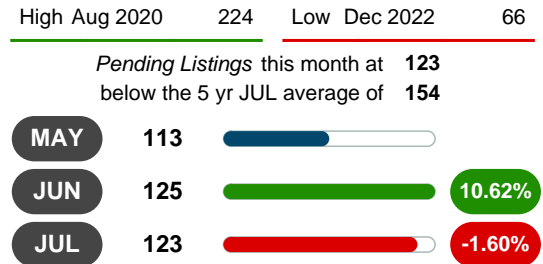 High Aug 2020 224 Low Dec 2022 66
Pending Listings this month at 123
below the 5 yr JUL average of 154
MAY 113
JUN 125 10.62%
JUL 123 -1.60%